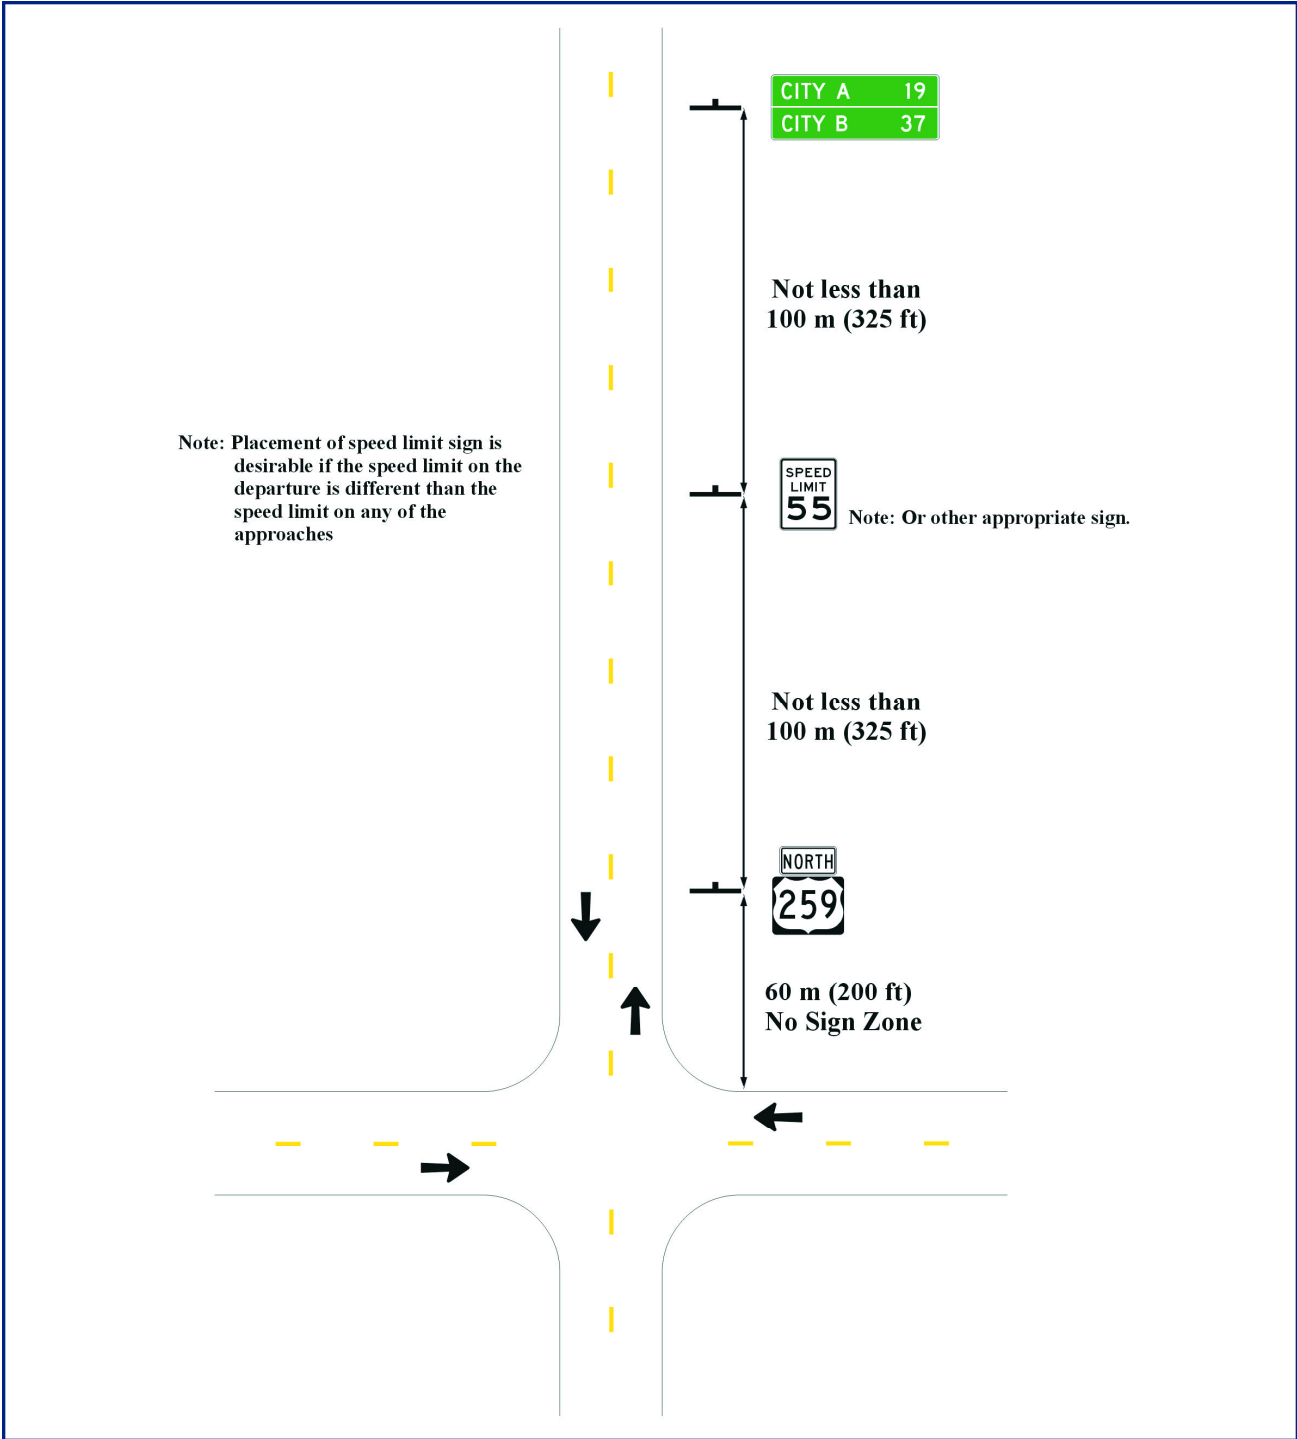 CITY A 19
CITY B 37
Not less than
100 m (325 ft)
Note: Placement of speed limit sign is
desirable if the speed limit on the
departure is different than the
speed limit on any of the
approaches
SPEED
LIMIT
55
Note: Or other appropriate sign.
Not less than
100 m (325 ft)
NORTH
259
60 m (200 ft)
No Sign Zone